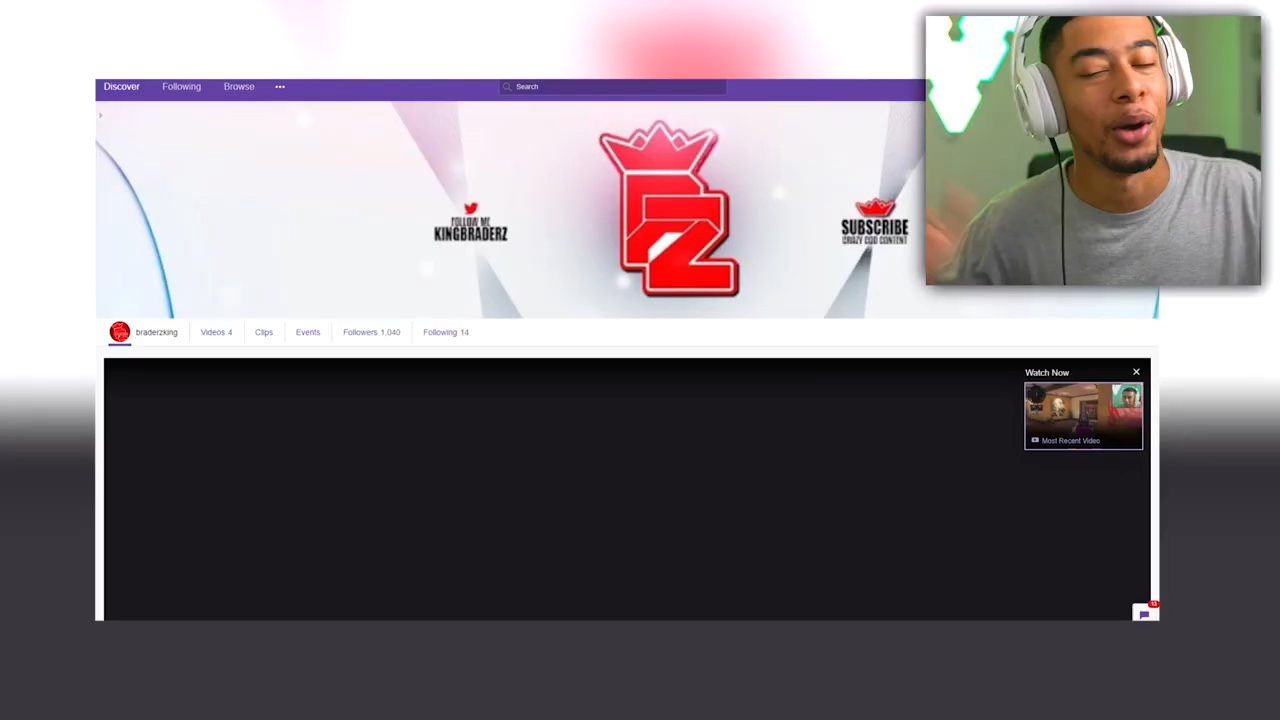 Discover Following Browse Search
FOLLOW ME
KINGBRADERZ
SUBSCRIBE
CRAZY COD CONTENT
braderzking Videos 4 Clips Events Followers 1,040 Following 14
Watch Now
Most Recent Video
13